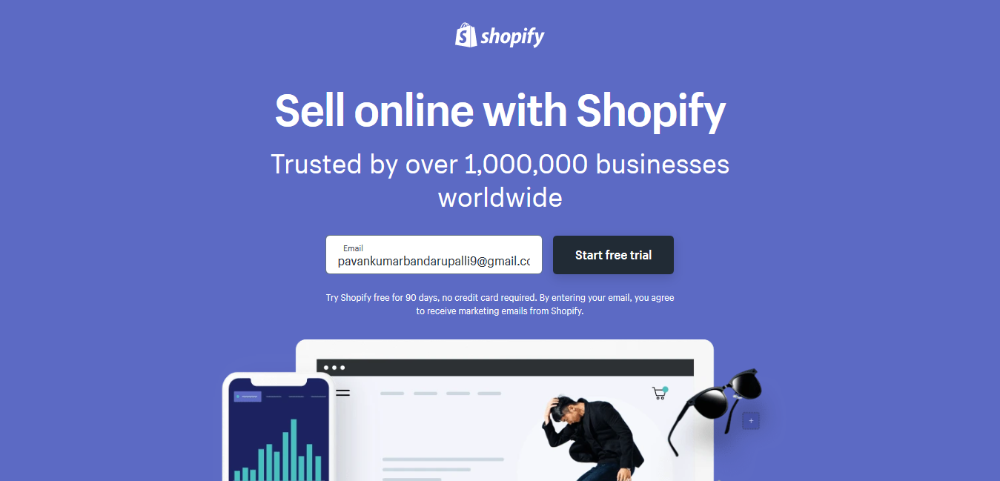 shopify
Sell online with Shopify
Trusted by over 1,000,000 businesses
worldwide
Email
pavankumarbandarupalli9@gmail.cc
Start free trial
Try Shopify free for 90 days, no credit card required. By entering your email, you agree
to receive marketing emails from Shopify.